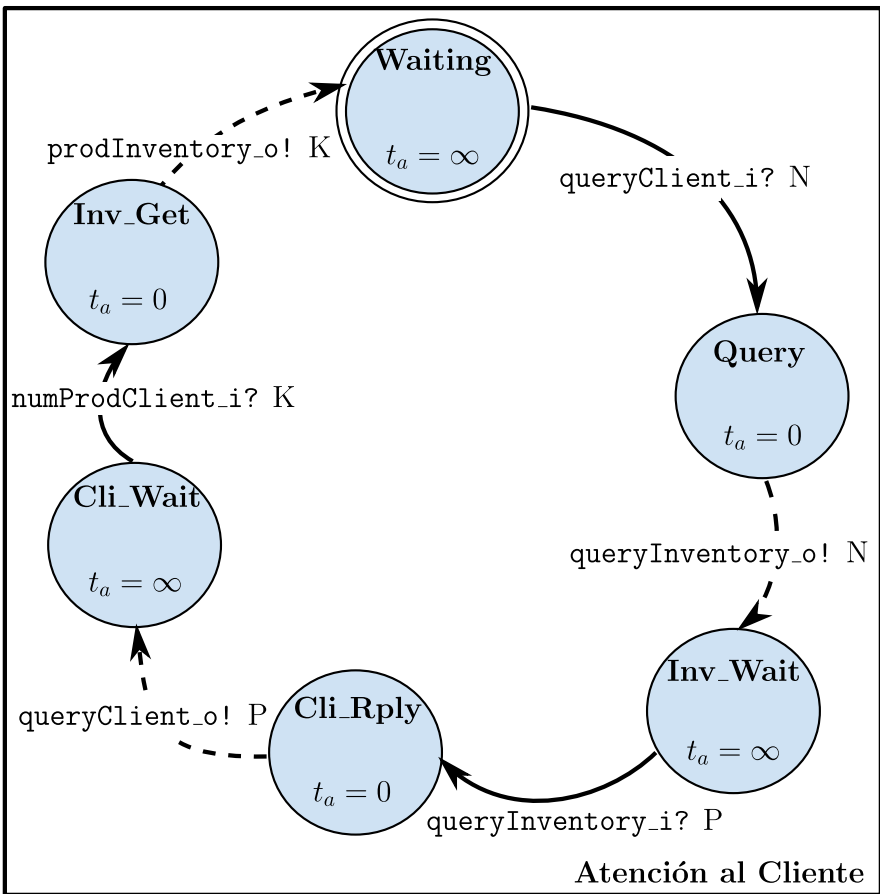 Waiting
t_a = ∞
queryClient_i? N
Query
t_a = 0
queryInventory_o! N
Inv_Wait
t_a = ∞
queryInventory_i? P
Cli_Rply
t_a = 0
queryClient_o! P
Cli_Wait
t_a = ∞
numProdClient_i? K
Inv_Get
t_a = 0
prodInventory_o! K
Atención al Cliente